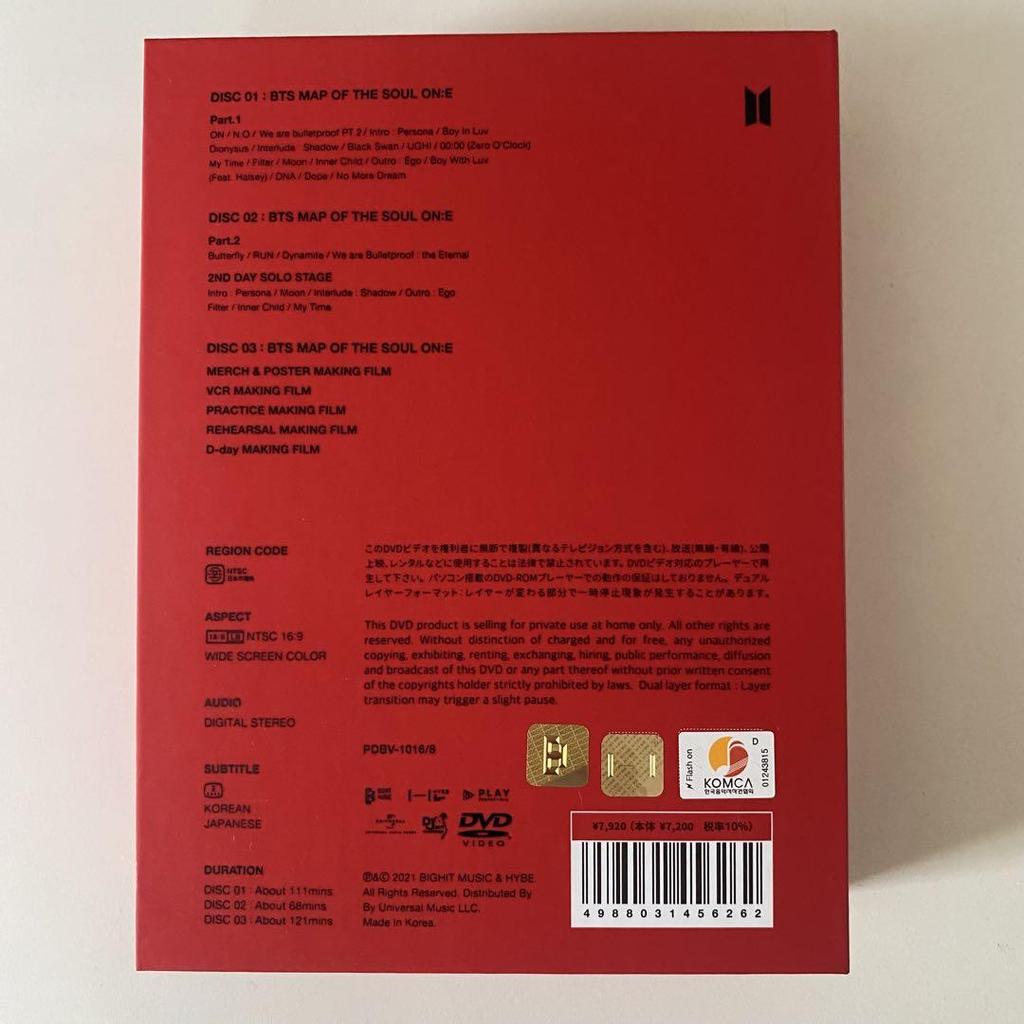 DISC 01 : BTS MAP OF THE SOUL ON:E
Part.1
ON / N.O / We are bulletproof PT 2 / Intro : Persona / Boy In Luv
Dionysus / Interlude : Shadow / Black Swan / UGH! / 00:00 (Zero O'Clock)
My Time / Filter / Moon / Inner Child / Outro : Ego / Boy With Luv
(Feat. Halsey) / DNA / Dope / No More Dream
DISC 02 : BTS MAP OF THE SOUL ON:E
Part.2
Butterfly / RUN / Dynamite / We are Bulletproof : the Eternal
2ND DAY SOLO STAGE
Intro : Persona / Moon / Interlude : Shadow / Outro : Ego
Filter / Inner Child / My Time
DISC 03 : BTS MAP OF THE SOUL ON:E
MERCH & POSTER MAKING FILM
VCR MAKING FILM
PRACTICE MAKING FILM
REHEARSAL MAKING FILM
D-day MAKING FILM
REGION CODE
NTSC
日本市場向
ASPECT
16:9 LB NTSC 16:9
WIDE SCREEN COLOR
AUDIO
DIGITAL STEREO
SUBTITLE
KOREAN
JAPANESE
DURATION
DISC 01 : About 111mins
DISC 02 : About 68mins
DISC 03 : About 121mins
このDVDビデオを権利者に無断で複製(異なるテレビジョン方式を含む)、放送(無線・有線)、公開
上映、レンタルなどに使用することは法律で禁止されています。DVDビデオ対応のプレーヤーで再
生して下さい。パソコン搭載のDVD-ROMプレーヤーでの動作の保証はしておりません。デュアル
レイヤーフォーマット：レイヤーが変わる部分で一時停止現象が発生することがあります。
This DVD product is selling for private use at home only. All other rights are
reserved. Without distinction of charged and for free, any unauthorized
copying, exhibiting, renting, exchanging, hiring, public performance, diffusion
and broadcast of this DVD or any part thereof without prior written consent
of the copyrights holder strictly prohibited by laws. Dual layer format : Layer
transition may trigger a slight pause.
PDBV-1016/8
PLAY
UNIVERSAL
DVD
VIDEO
℗&© 2021 BIGHIT MUSIC & HYBE.
All Rights Reserved. Distributed By
By Universal Music LLC.
Made In Korea.
Flash on
KOMCA
한국음악저작권협회
D
01243815
¥7,920 (本体 ¥7,200 税率10%)
4988031456262